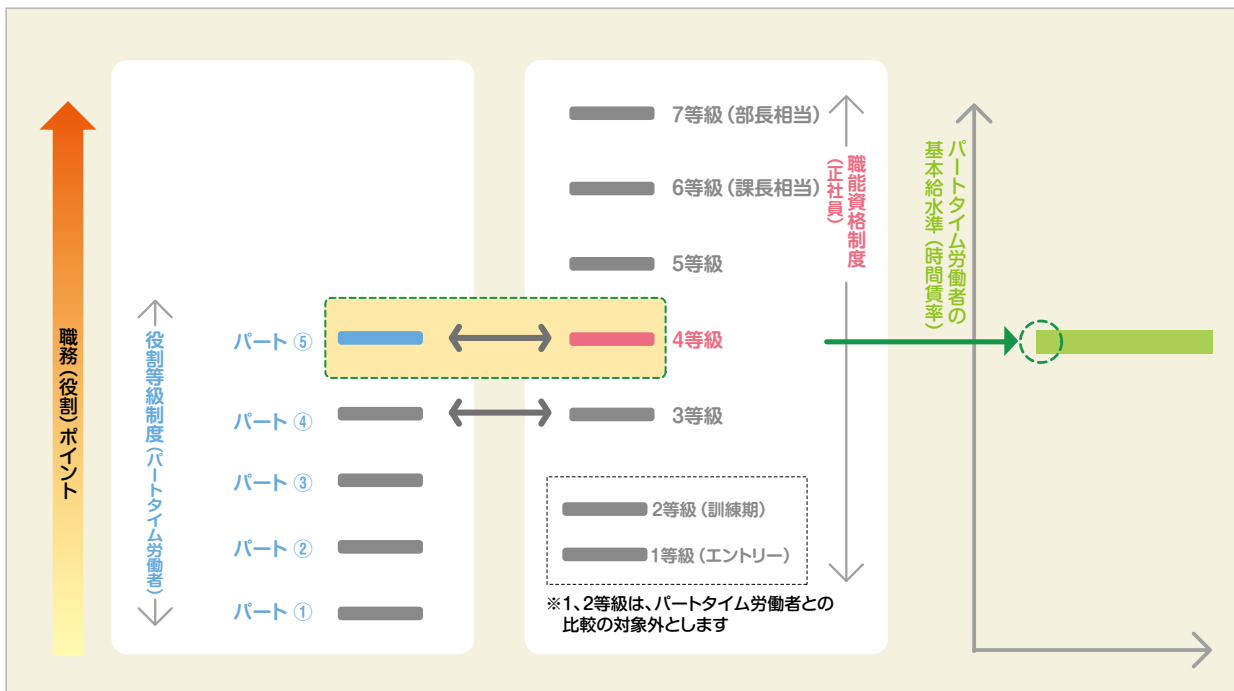 職務(役割)ポイント
役割等級制度(パートタイム労働者)
パート ⑤
パート ④
パート ③
パート ②
パート ①
7等級(部長相当)
6等級(課長相当)
5等級
4等級
3等級
2等級(訓練期)
1等級(エントリー)
※1、2等級は、パートタイム労働者との
比較の対象外とします
職能資格制度
(正社員)
パートタイム労働者の
基本給水準(時間賃率)